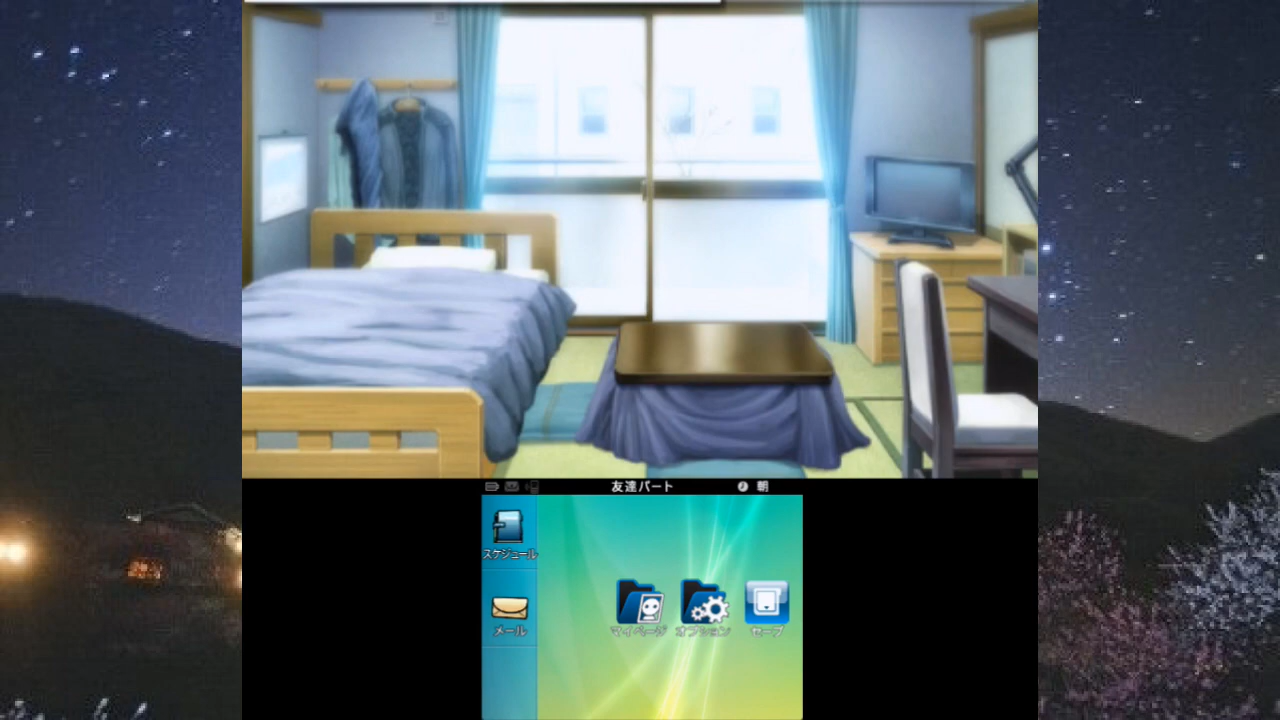 友達パート
朝
スケジュール
メール
マイページ
オプション
セーブ